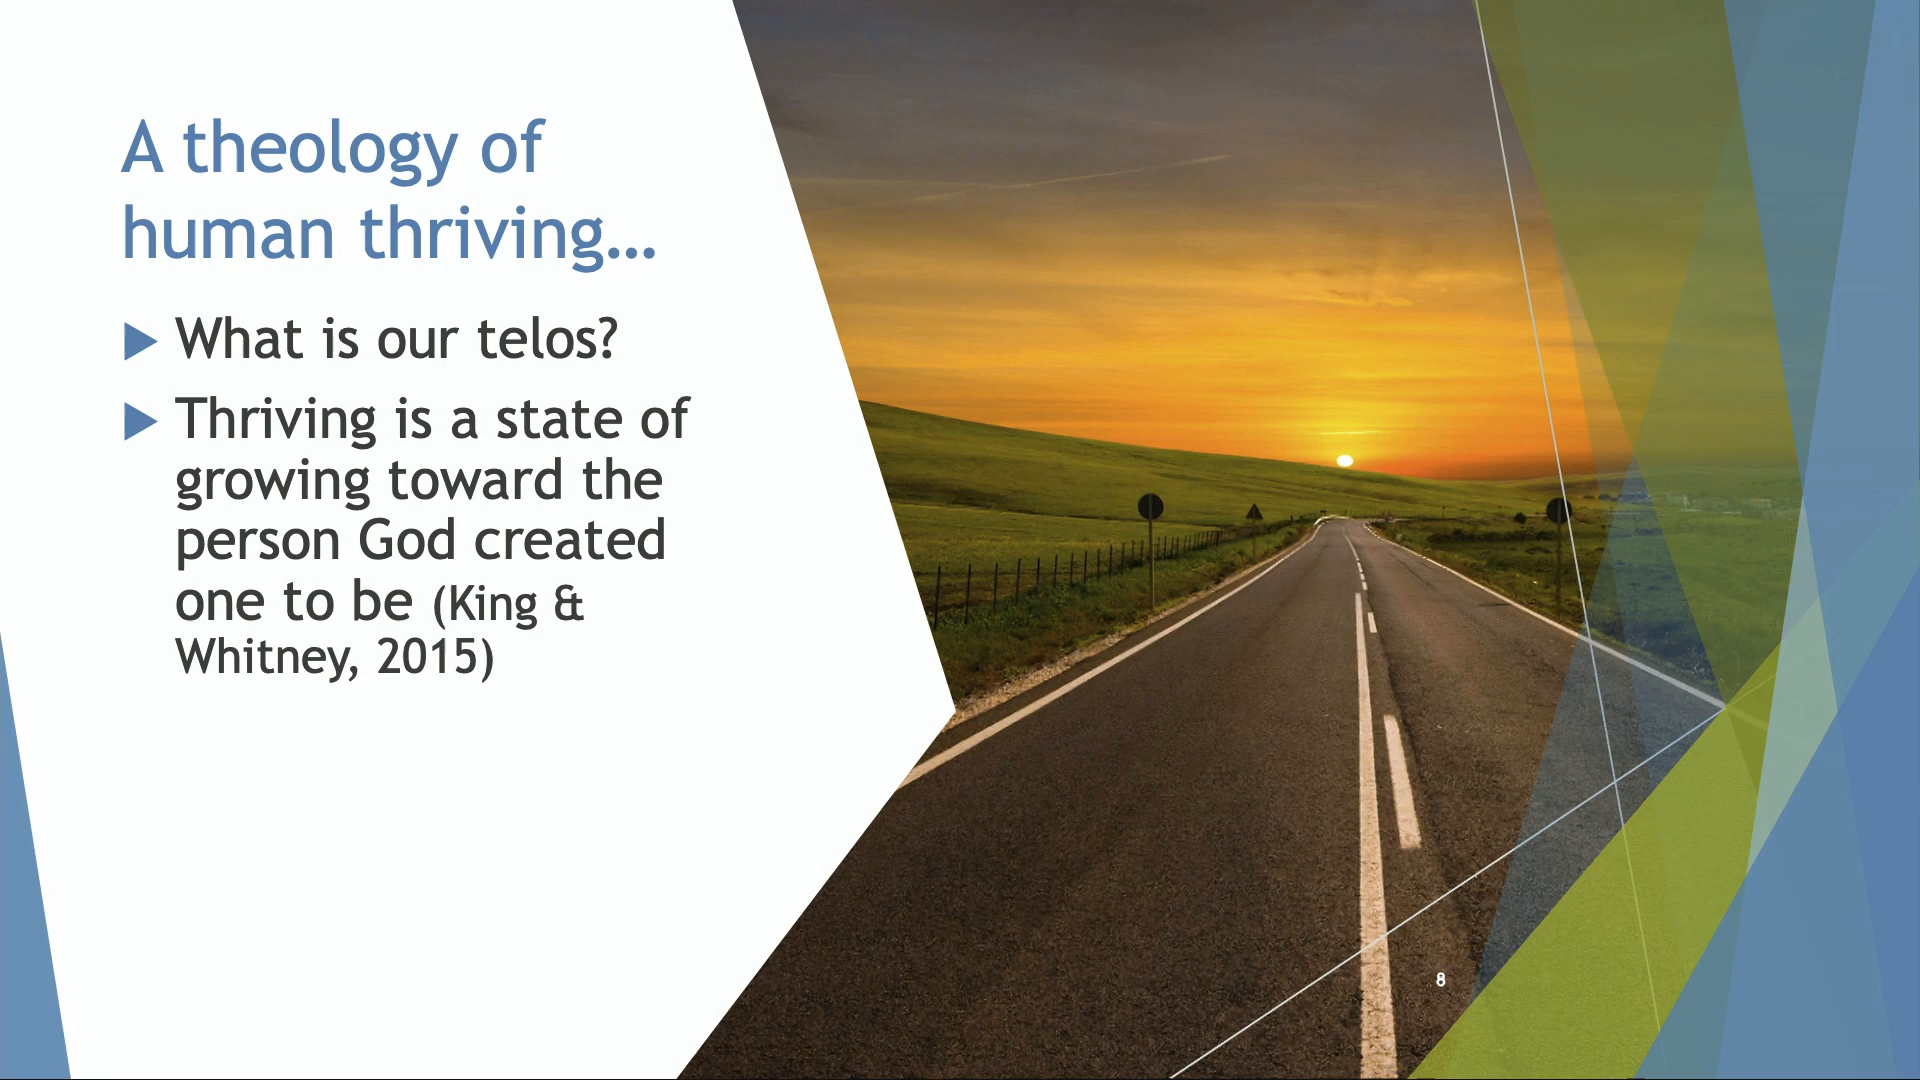 A theology of
human thriving…
What is our telos?
Thriving is a state of
growing toward the
person God created
one to be (King &
Whitney, 2015)
8